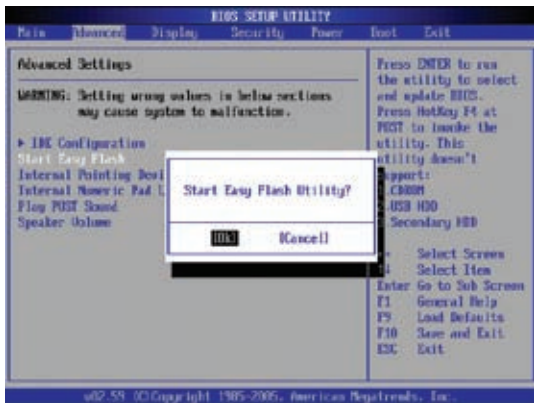 BIOS SETUP UTILITY
Main Advanced Display Security Power Boot Exit
Advanced Settings
WARNING: Setting wrong values in below sections
may cause system to malfunction.
▶ IDE Configuration
Start Easy Flash
Internal Pointing Devi
Internal Numeric Pad L
Play POST Sound
Speaker Volume
Start Easy Flash Utility?
[Ok] [Cancel]
Press ENTER to run
the utility to select
and update BIOS.
Press HotKey F4 at
POST to invoke the
utility. This
utility doesn't
pport:
CDROM
USB HDD
Secondary HDD
Select Screen
Select Item
Enter Go to Sub Screen
F1 General Help
F9 Load Defaults
F10 Save and Exit
ESC Exit
v02.59 (C)Copyright 1985-2005, American Megatrends, Inc.